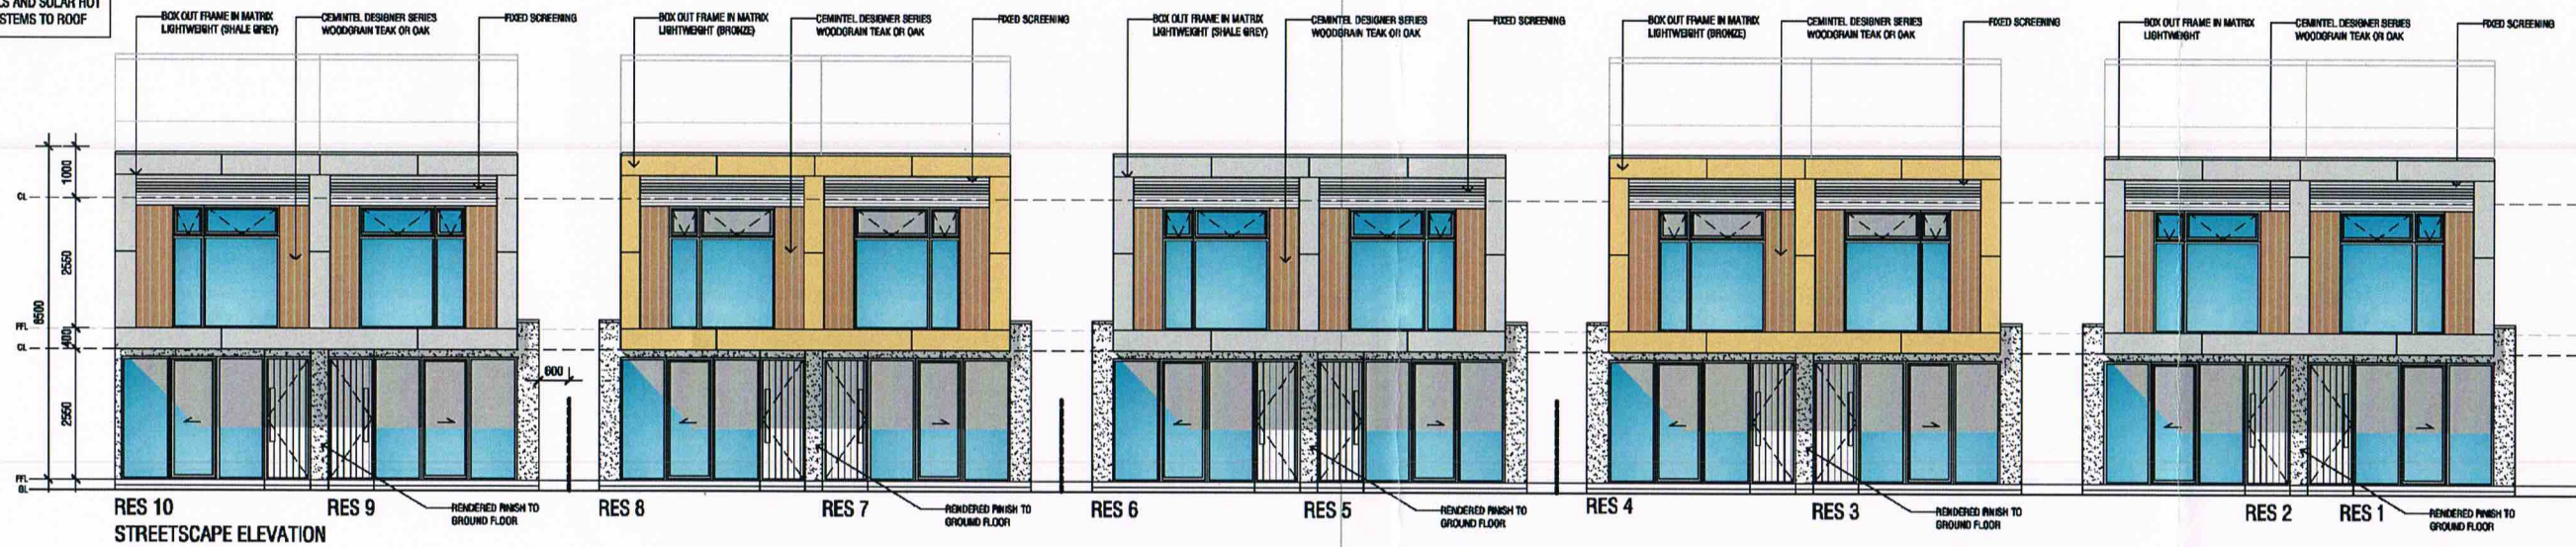 CS AND SOLAR HOT
STEMS TO ROOF
BOX OUT FRAME IN MATRIX
LIGHTWEIGHT (SHALE GREY)
CEMINTEL DESIGNER SERIES
WOODGRAIN TEAK OR OAK
FIXED SCREENING
BOX OUT FRAME IN MATRIX
LIGHTWEIGHT (BRONZE)
CEMINTEL DESIGNER SERIES
WOODGRAIN TEAK OR OAK
FIXED SCREENING
BOX OUT FRAME IN MATRIX
LIGHTWEIGHT (SHALE GREY)
CEMINTEL DESIGNER SERIES
WOODGRAIN TEAK OR OAK
FIXED SCREENING
BOX OUT FRAME IN MATRIX
LIGHTWEIGHT (BRONZE)
CEMINTEL DESIGNER SERIES
WOODGRAIN TEAK OR OAK
FIXED SCREENING
BOX OUT FRAME IN MATRIX
LIGHTWEIGHT
CEMINTEL DESIGNER SERIES
WOODGRAIN TEAK OR OAK
FIXED SCREENING
1000
CL
2550
6500
FFL
400
CL
600
2550
FFL
GL
RES 10
RES 9
RENDERED FINISH TO
GROUND FLOOR
RES 8
RES 7
RENDERED FINISH TO
GROUND FLOOR
RES 6
RES 5
RENDERED FINISH TO
GROUND FLOOR
RES 4
RES 3
RENDERED FINISH TO
GROUND FLOOR
RES 2
RES 1
RENDERED FINISH TO
GROUND FLOOR
STREETSCAPE ELEVATION